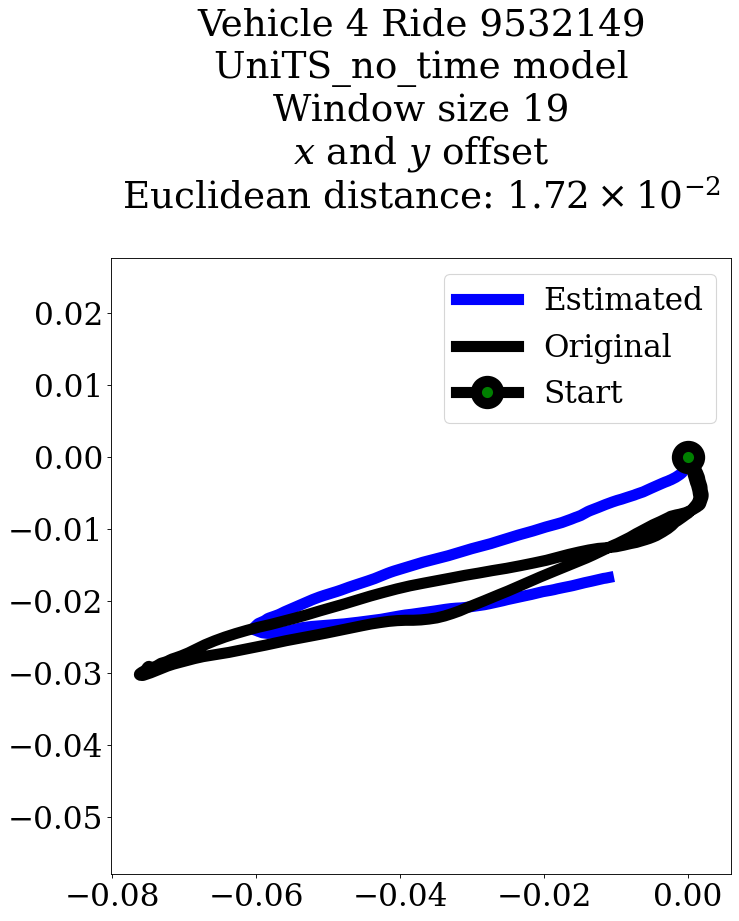 Vehicle 4 Ride 9532149
UniTS_no_time model
Window size 19
x and y offset
Euclidean distance: 1.72 × 10⁻²
Estimated
Original
Start
0.02
0.01
0.00
−0.01
−0.02
−0.03
−0.04
−0.05
−0.08 −0.06 −0.04 −0.02 0.00